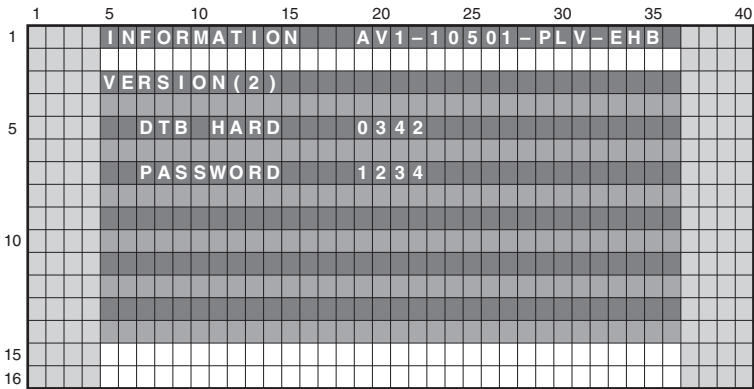 1 5 10 15 20 25 30 35 40
1 INFORMATION AV1-10501-PLV-EHB
VERSION(2)
5 DTB HARD 0342
PASSWORD 1234
10
15
16